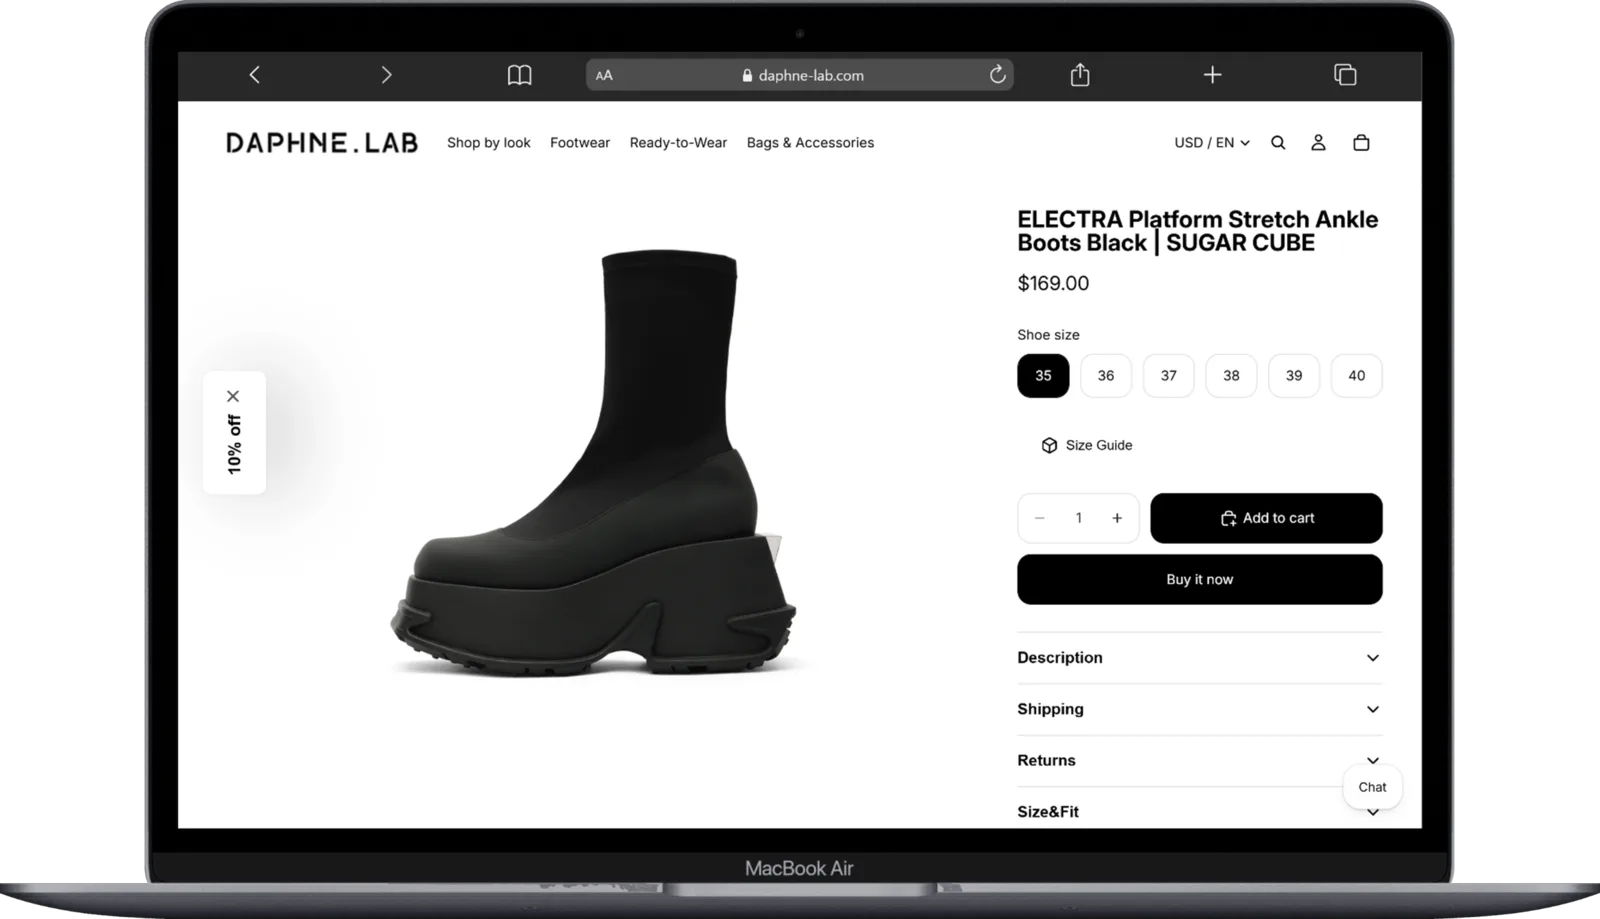 AA
daphne-lab.com
DAPHNE.LAB
Shop by look
Footwear
Ready-to-Wear
Bags & Accessories
USD / EN
ELECTRA Platform Stretch Ankle
Boots Black | SUGAR CUBE
$169.00
Shoe size
35
36
37
38
39
40
10% off
Size Guide
1
Add to cart
Buy it now
Description
Shipping
Returns
Chat
Size&Fit
MacBook Air